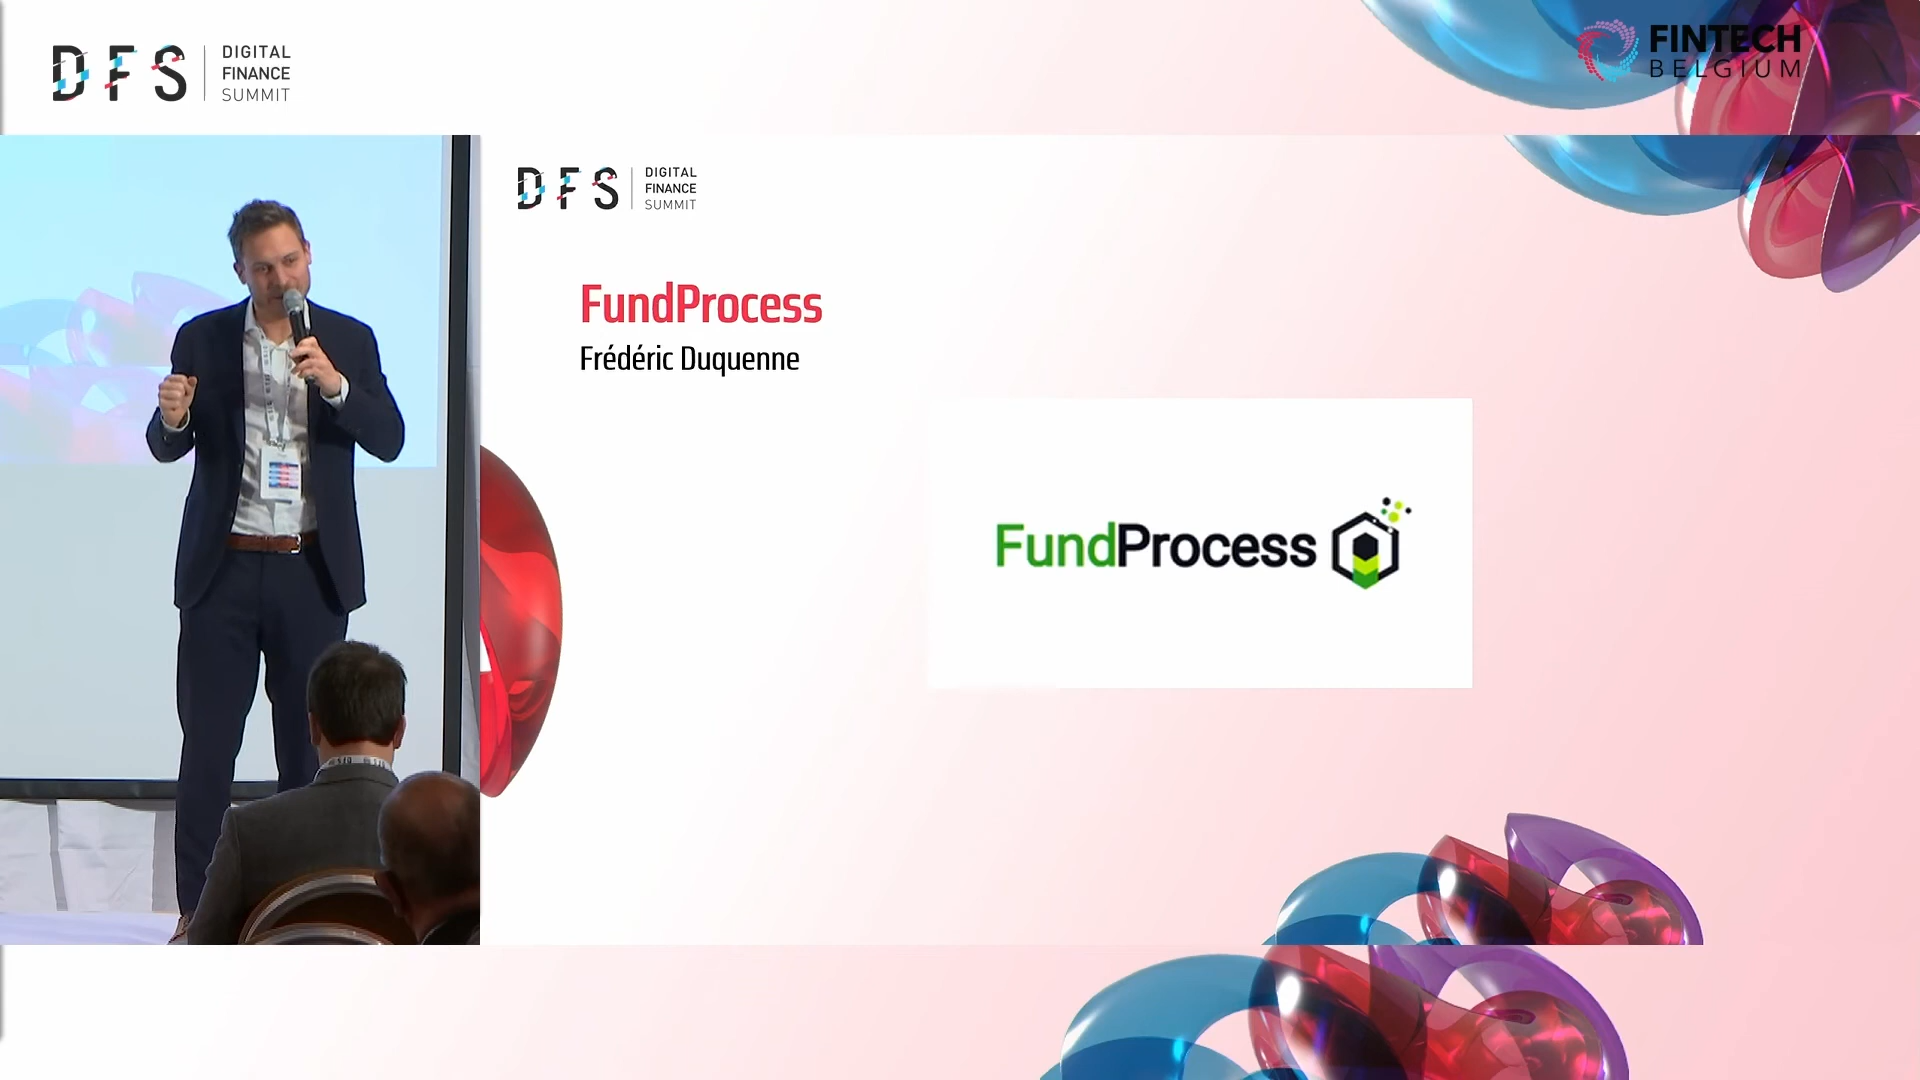 DFS
DIGITAL
FINANCE
SUMMIT
FINTECH
BELGIUM
DFS
DIGITAL
FINANCE
SUMMIT
FundProcess
Frédéric Duquenne
FundProcess